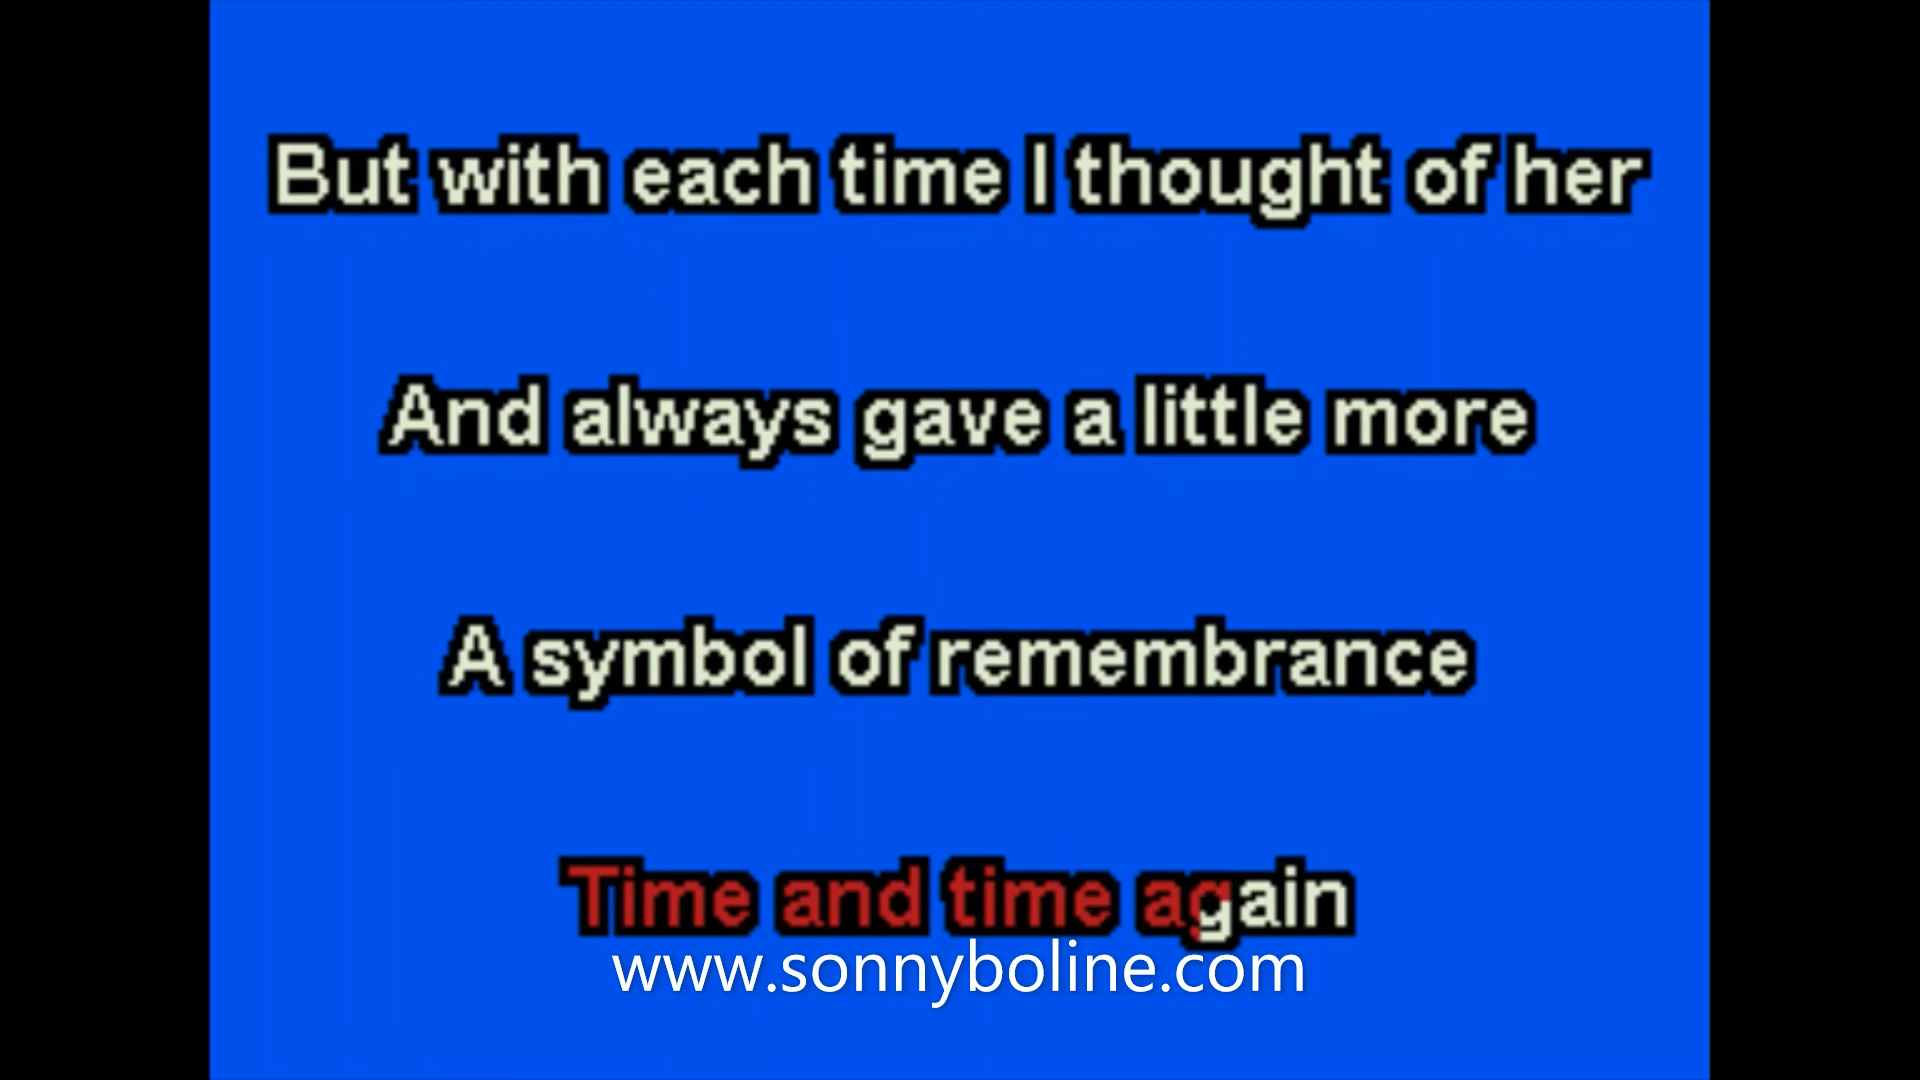 But with each time I thought of her
And always gave a little more
A symbol of remembrance
Time and time again
www.sonnyboline.com